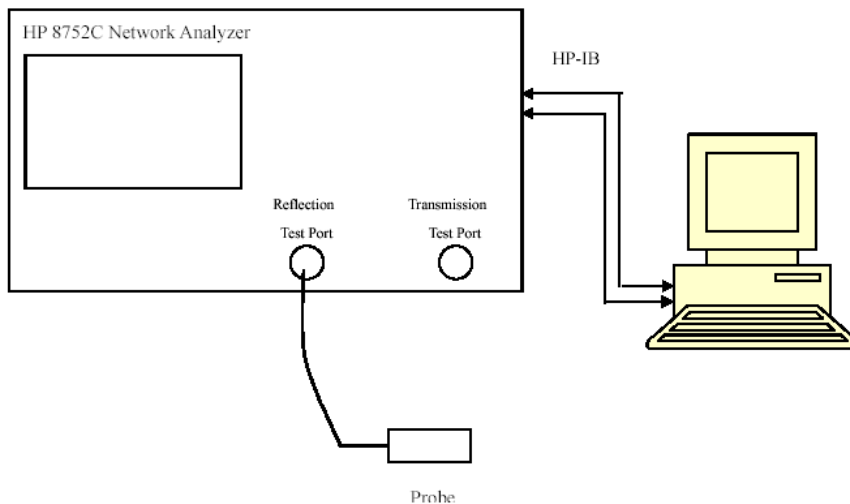 HP 8752C Network Analyzer
HP-IB
Reflection
Test Port
Transmission
Test Port
Probe